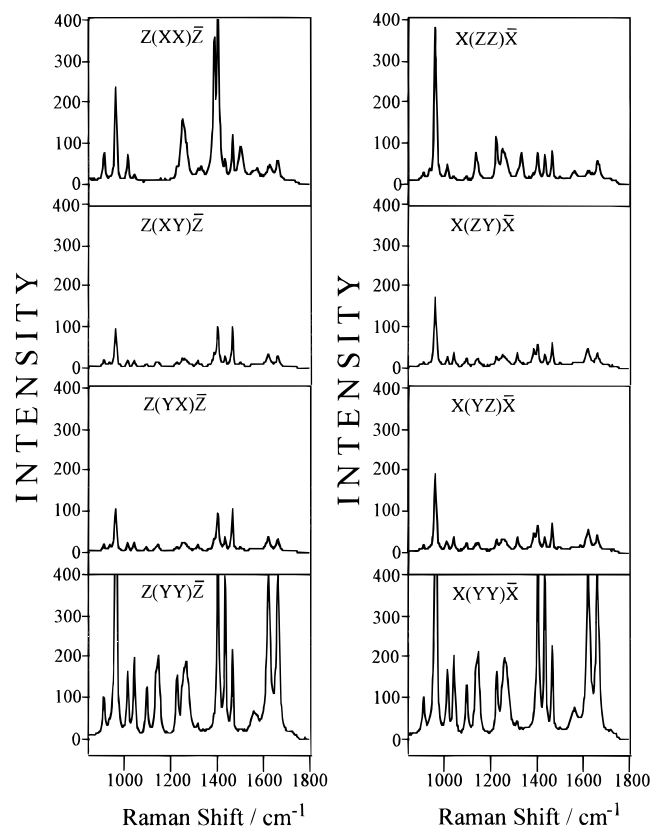 400 Z(XX)Z̄
300
200
100
0
400 Z(XY)Z̄
300
200
100
0
400 Z(YX)Z̄
300
200
100
0
400 Z(YY)Z̄
300
200
100
0
1000 1200 1400 1600 1800
Raman Shift / cm⁻¹
INTENSITY
400 X(ZZ)X̄
300
200
100
0
400 X(ZY)X̄
300
200
100
0
400 X(YZ)X̄
300
200
100
0
400 X(YY)X̄
300
200
100
0
1000 1200 1400 1600 1800
Raman Shift / cm⁻¹
INTENSITY